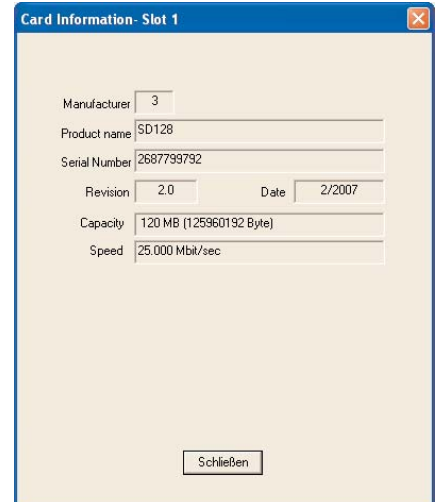 Card Information- Slot 1
Manufacturer 3
Product name SD128
Serial Number 2687799792
Revision 2.0 Date 2/2007
Capacity 120 MB (125960192 Byte)
Speed 25.000 Mbit/sec
Schließen